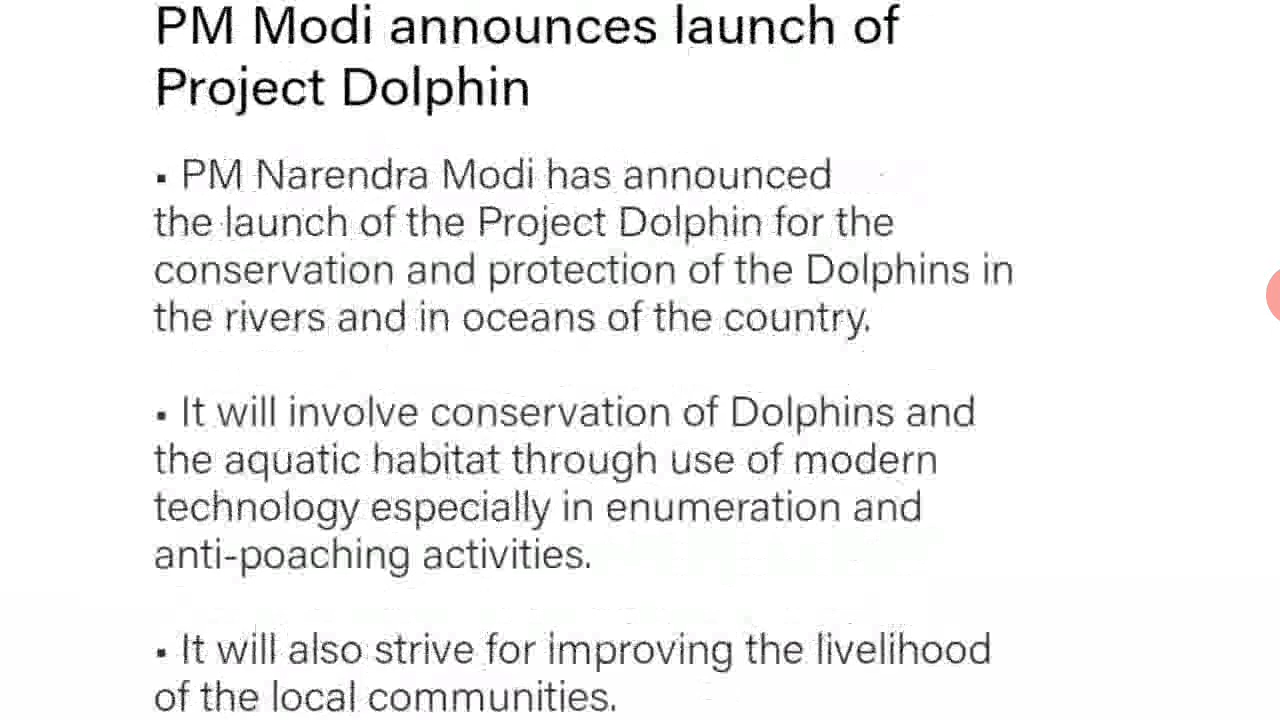 PM Modi announces launch of
Project Dolphin
▪ PM Narendra Modi has announced
the launch of the Project Dolphin for the
conservation and protection of the Dolphins in
the rivers and in oceans of the country.
▪ It will involve conservation of Dolphins and
the aquatic habitat through use of modern
technology especially in enumeration and
anti-poaching activities.
▪ It will also strive for improving the livelihood
of the local communities.